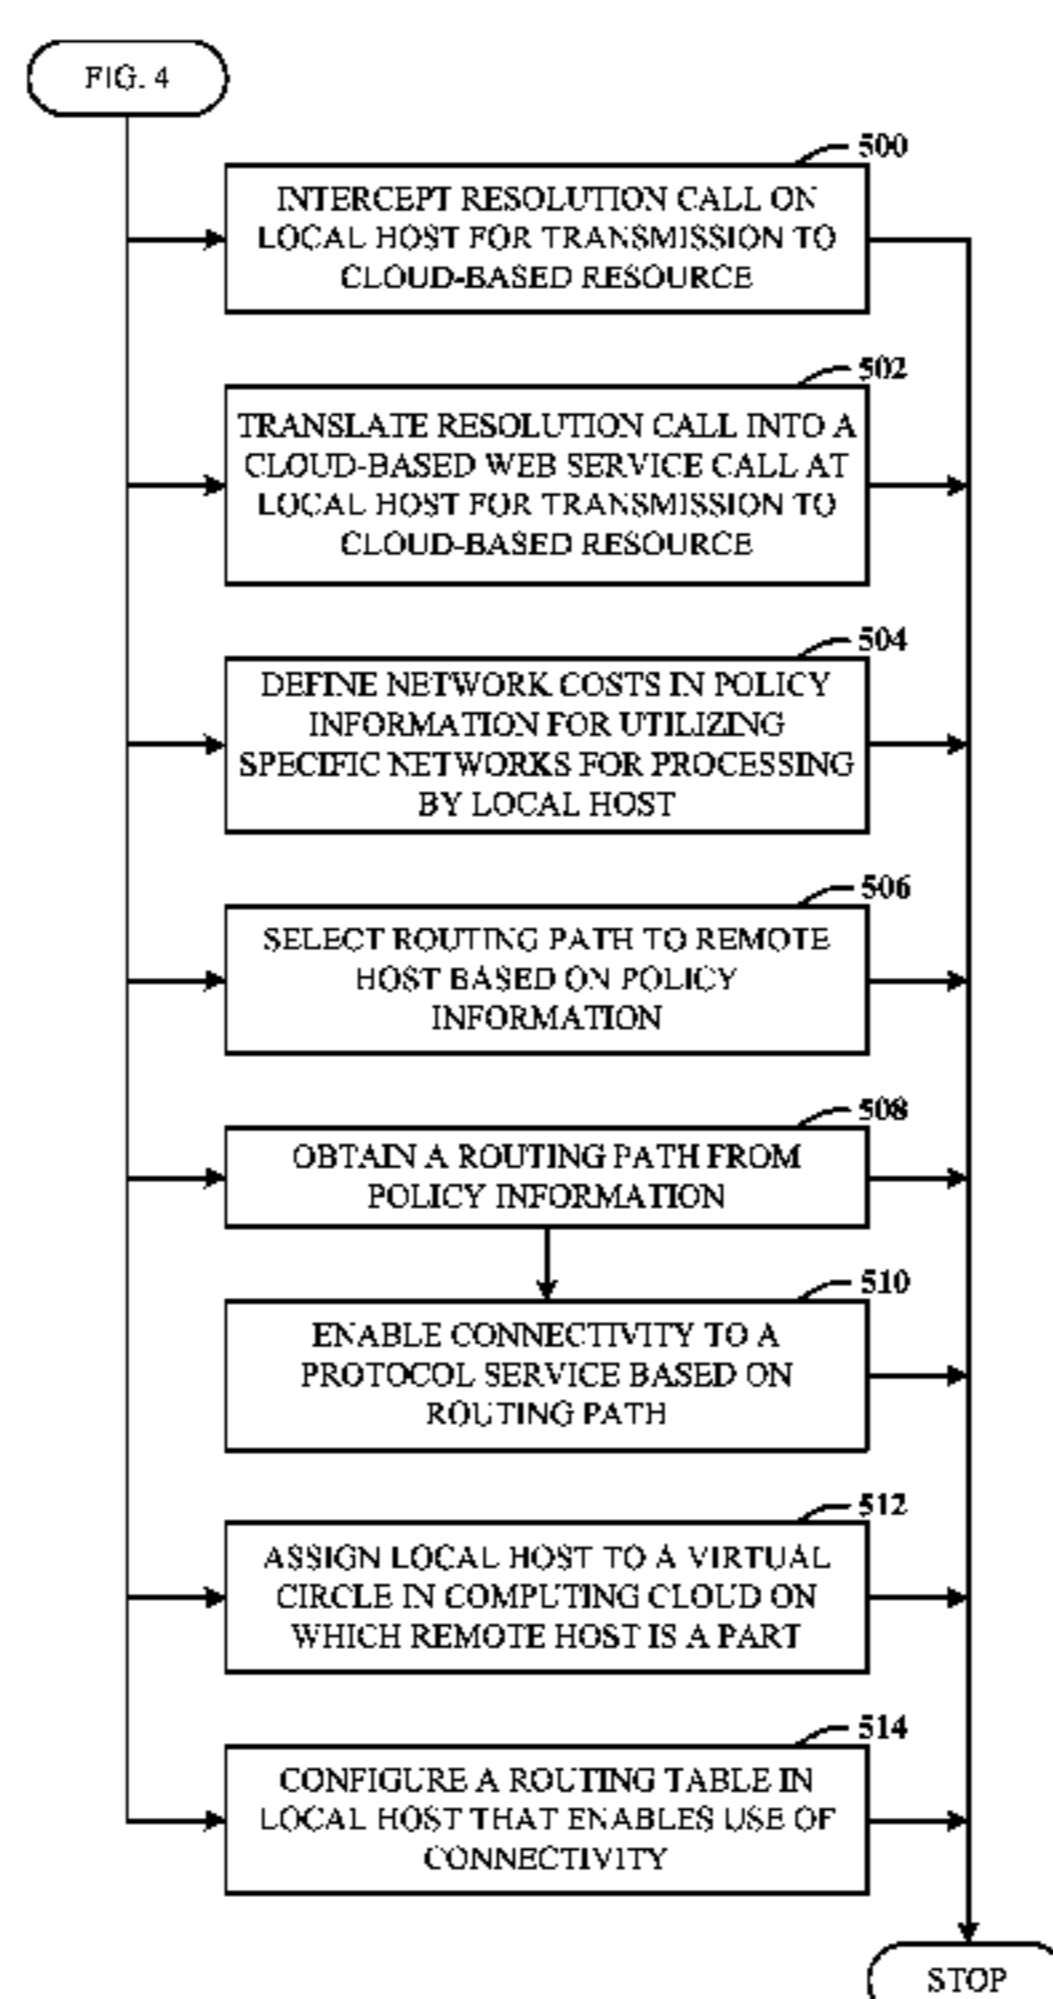 FIG. 4
500
INTERCEPT RESOLUTION CALL ON
LOCAL HOST FOR TRANSMISSION TO
CLOUD-BASED RESOURCE
502
TRANSLATE RESOLUTION CALL INTO A
CLOUD-BASED WEB SERVICE CALL AT
LOCAL HOST FOR TRANSMISSION TO
CLOUD-BASED RESOURCE
504
DEFINE NETWORK COSTS IN POLICY
INFORMATION FOR UTILIZING
SPECIFIC NETWORKS FOR PROCESSING
BY LOCAL HOST
506
SELECT ROUTING PATH TO REMOTE
HOST BASED ON POLICY
INFORMATION
508
OBTAIN A ROUTING PATH FROM
POLICY INFORMATION
510
ENABLE CONNECTIVITY TO A
PROTOCOL SERVICE BASED ON
ROUTING PATH
512
ASSIGN LOCAL HOST TO A VIRTUAL
CIRCLE IN COMPUTING CLOUD ON
WHICH REMOTE HOST IS A PART
514
CONFIGURE A ROUTING TABLE IN
LOCAL HOST THAT ENABLES USE OF
CONNECTIVITY
STOP